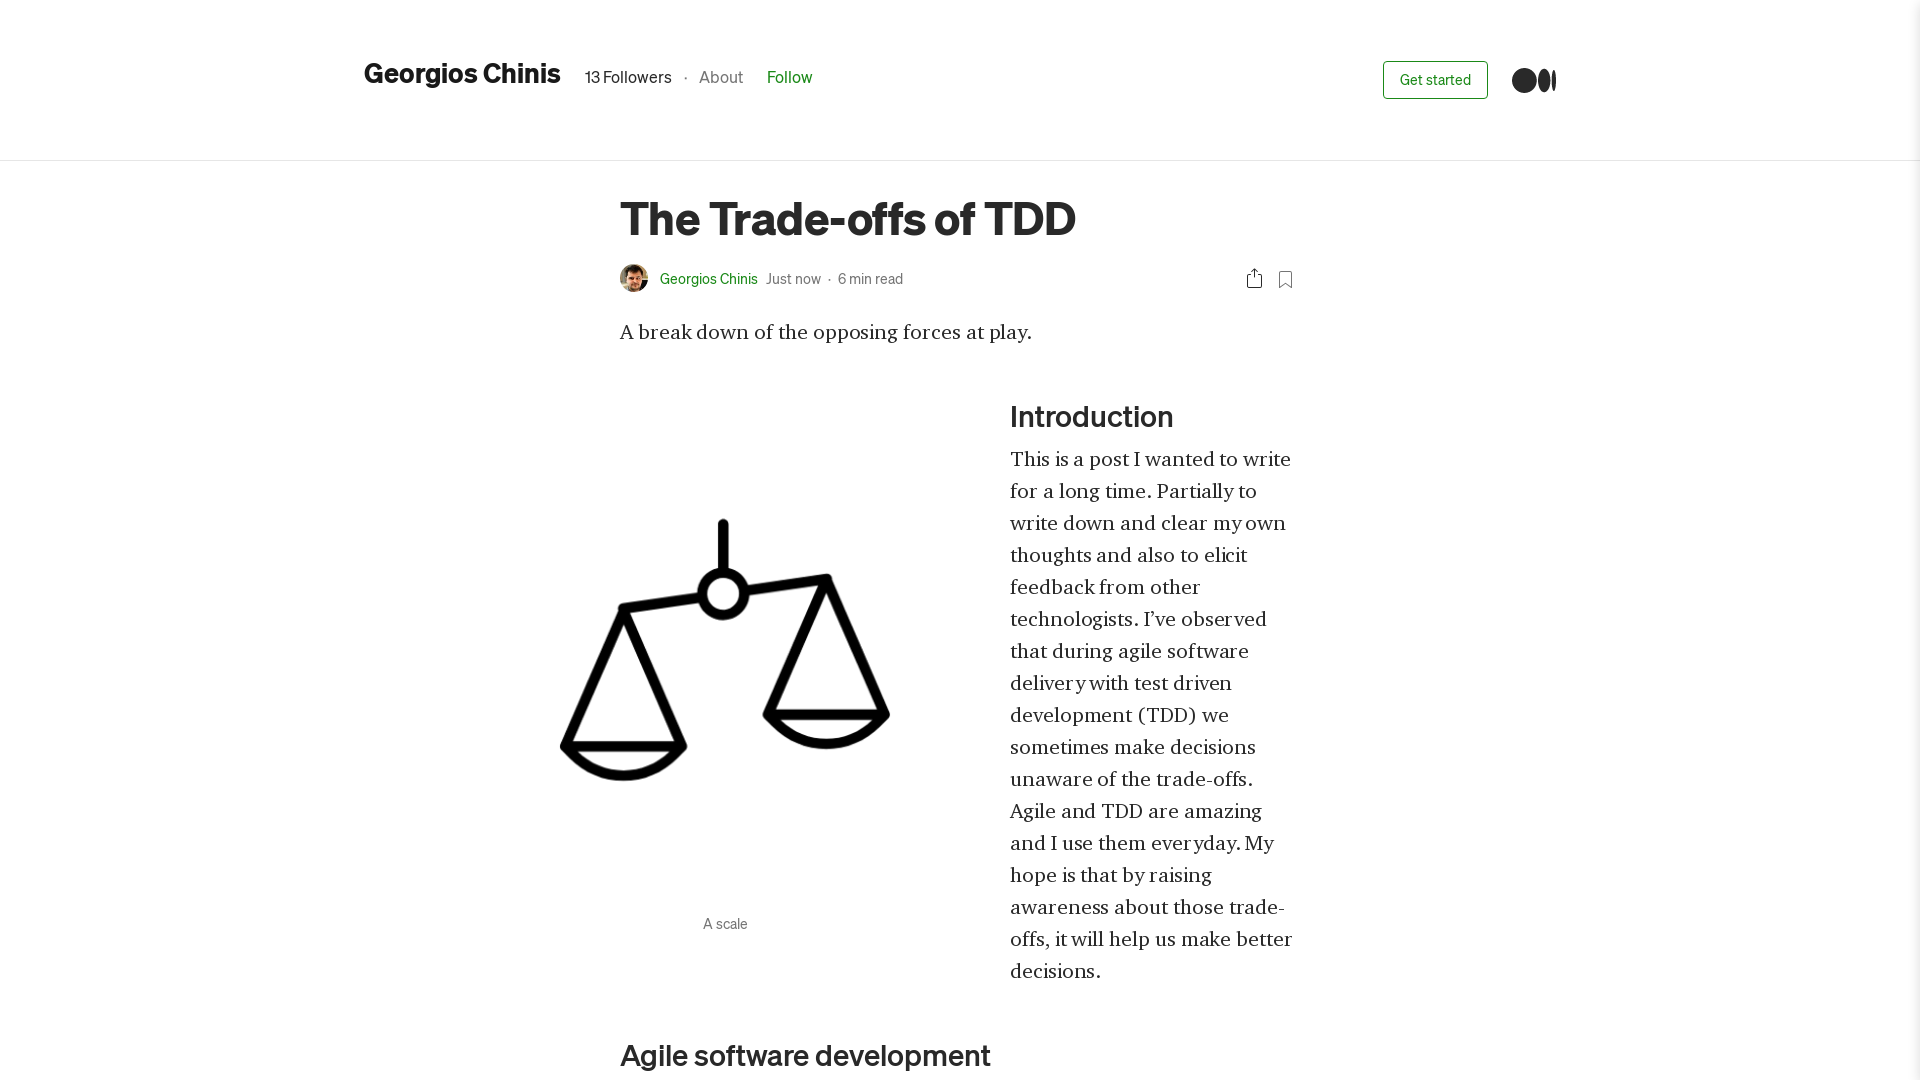 Georgios Chinis
13 Followers · About Follow
Get started
The Trade-offs of TDD
Georgios Chinis Just now · 6 min read
A break down of the opposing forces at play.
A scale
Introduction
This is a post I wanted to write
for a long time. Partially to
write down and clear my own
thoughts and also to elicit
feedback from other
technologists. I’ve observed
that during agile software
delivery with test driven
development (TDD) we
sometimes make decisions
unaware of the trade-offs.
Agile and TDD are amazing
and I use them everyday. My
hope is that by raising
awareness about those trade-
offs, it will help us make better
decisions.
Agile software development